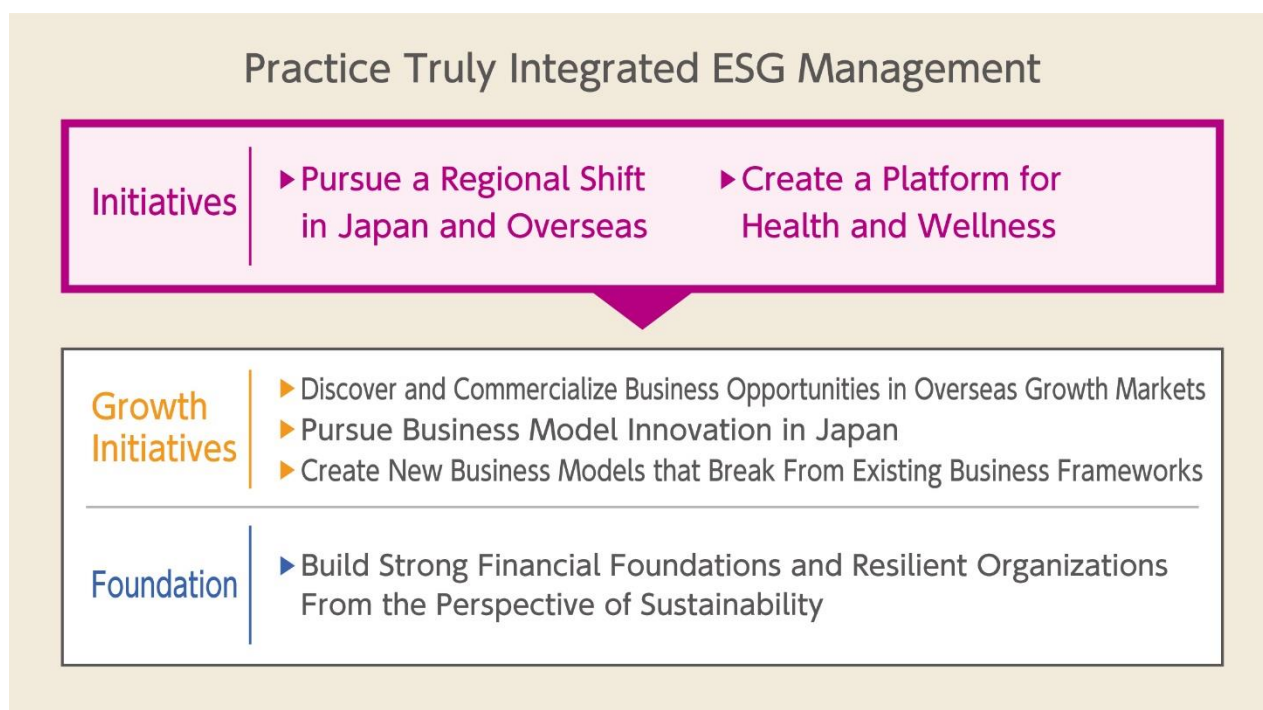 Practice Truly Integrated ESG Management
Initiatives
▶Pursue a Regional Shift
in Japan and Overseas
▶Create a Platform for
Health and Wellness
Growth
Initiatives
▶Discover and Commercialize Business Opportunities in Overseas Growth Markets
▶Pursue Business Model Innovation in Japan
▶Create New Business Models that Break From Existing Business Frameworks
Foundation
▶Build Strong Financial Foundations and Resilient Organizations
From the Perspective of Sustainability